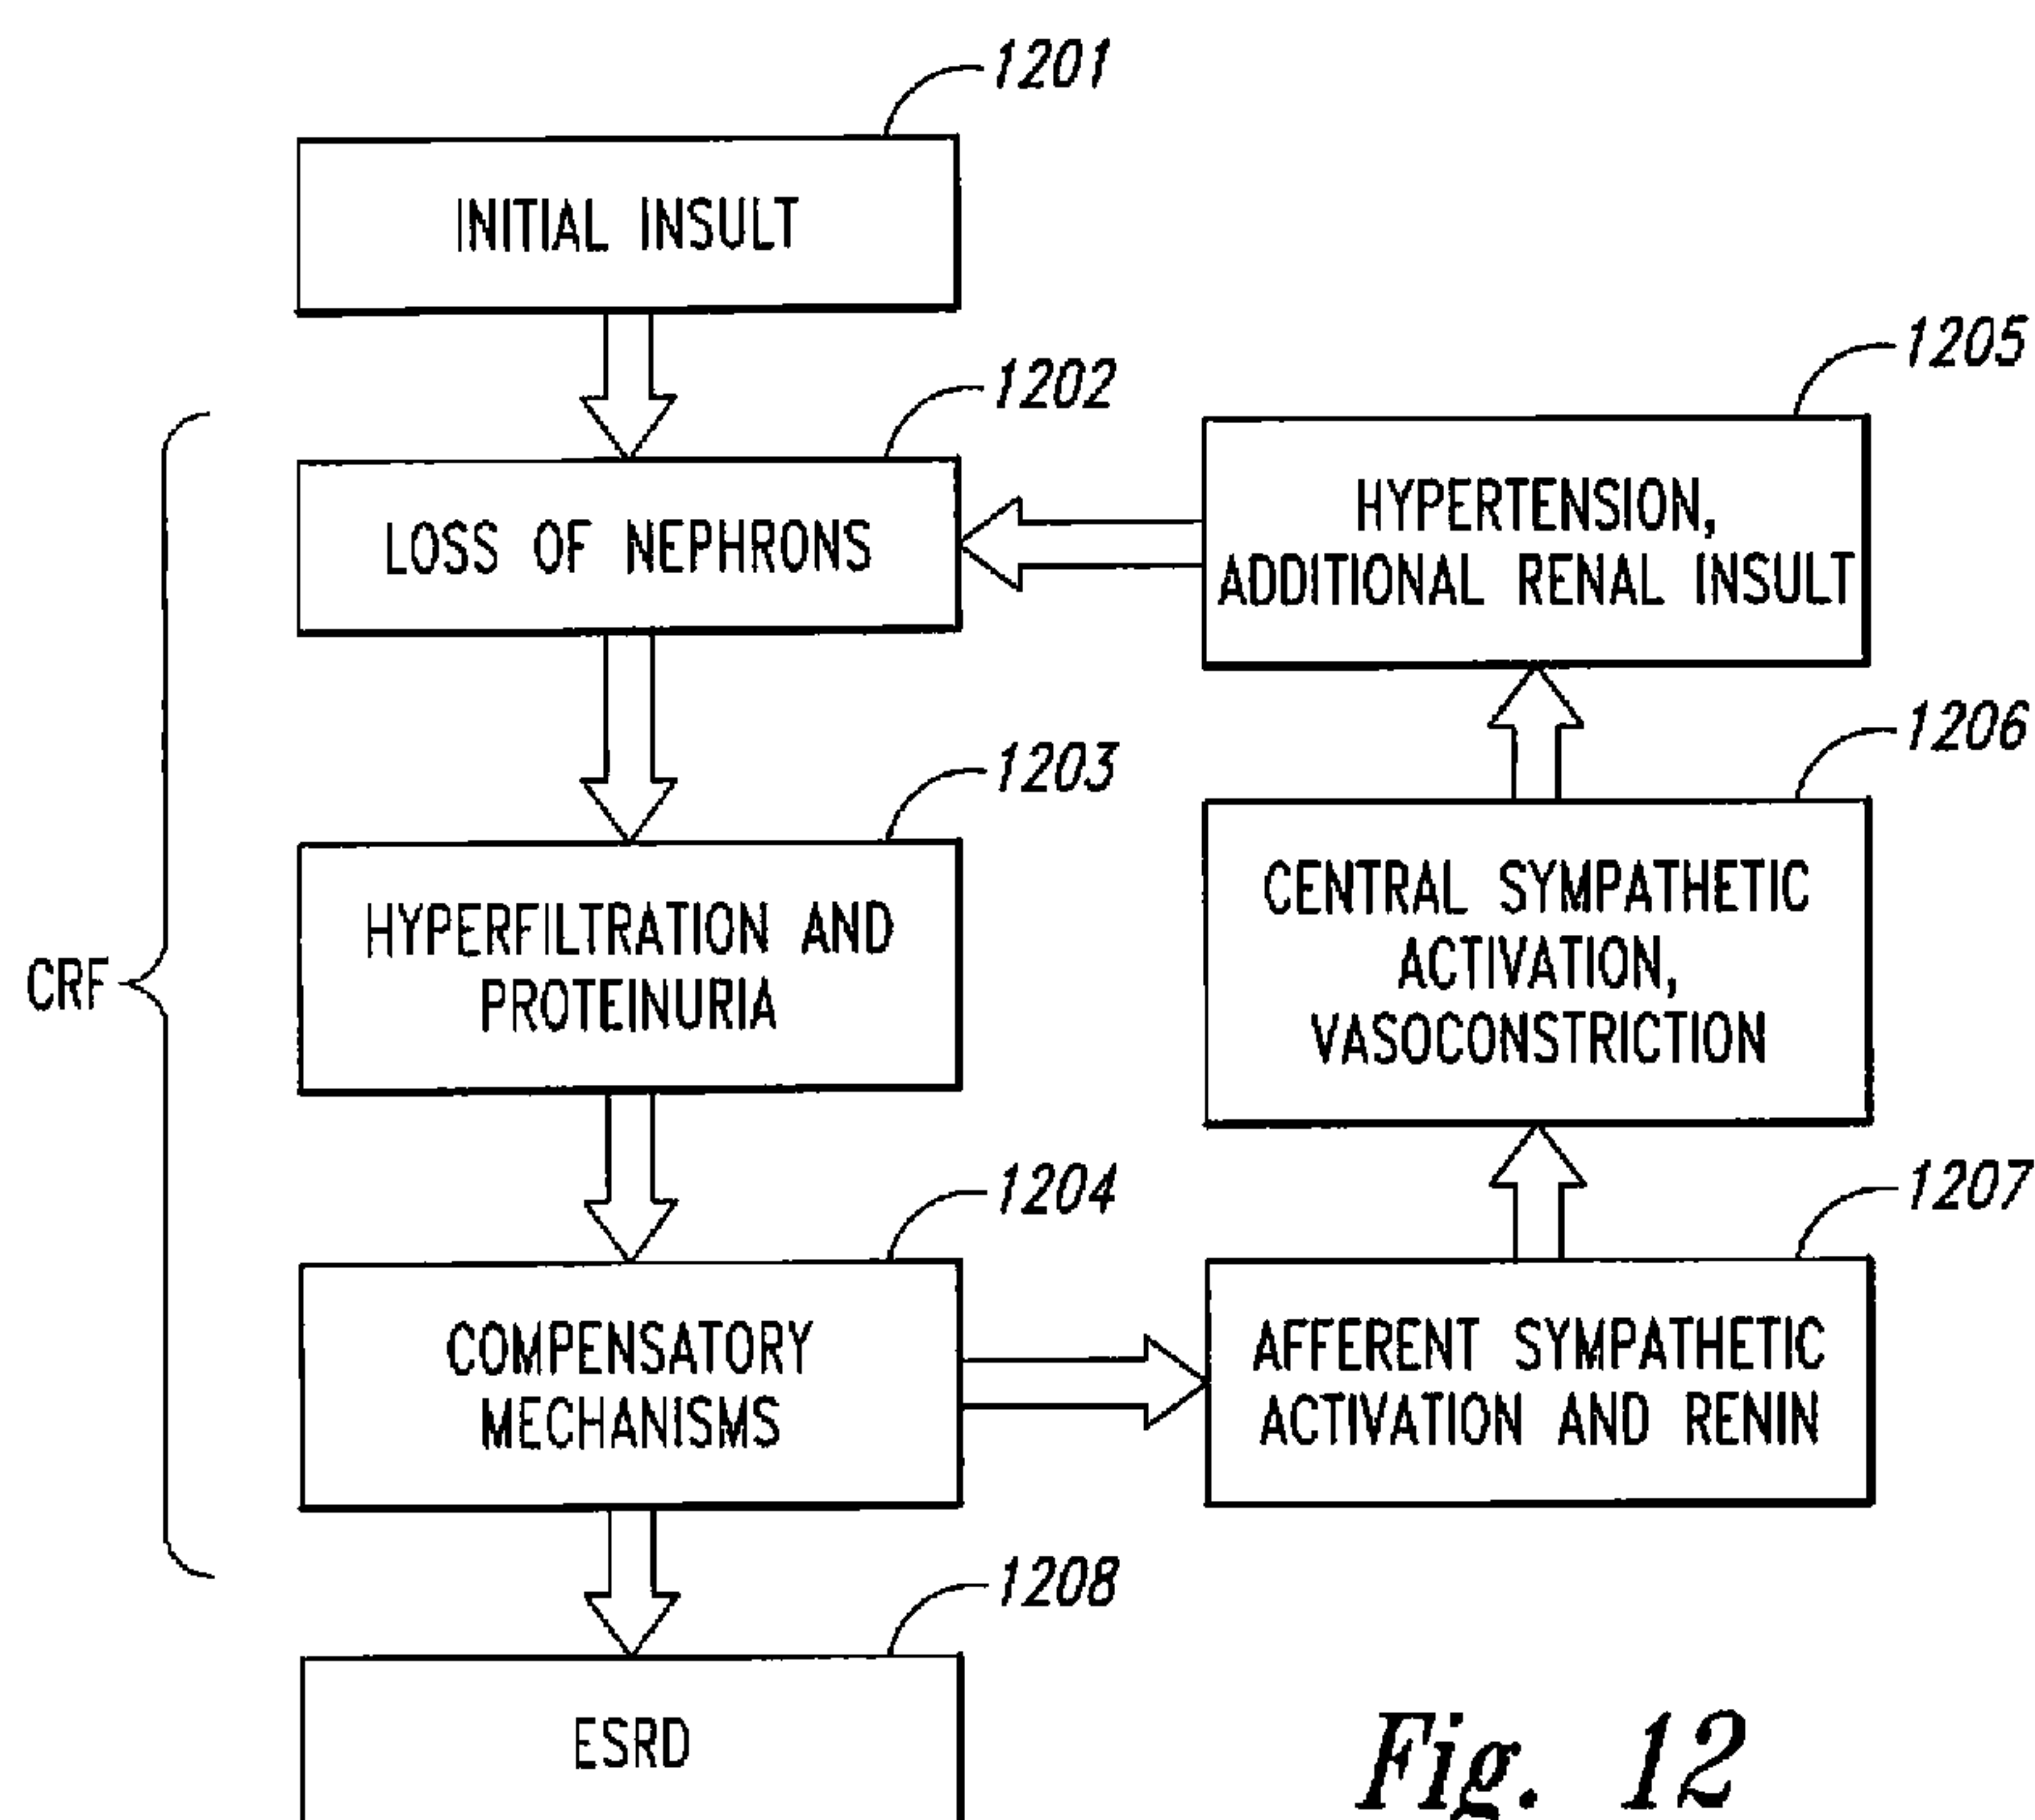 1201
INITIAL INSULT
1202
LOSS OF NEPHRONS
1205
HYPERTENSION,
ADDITIONAL RENAL INSULT
1203
HYPERFILTRATION AND
PROTEINURIA
1206
CENTRAL SYMPATHETIC
ACTIVATION,
VASOCONSTRICTION
CRF
1204
COMPENSATORY
MECHANISMS
1207
AFFERENT SYMPATHETIC
ACTIVATION AND RENIN
1208
ESRD
Fig. 12